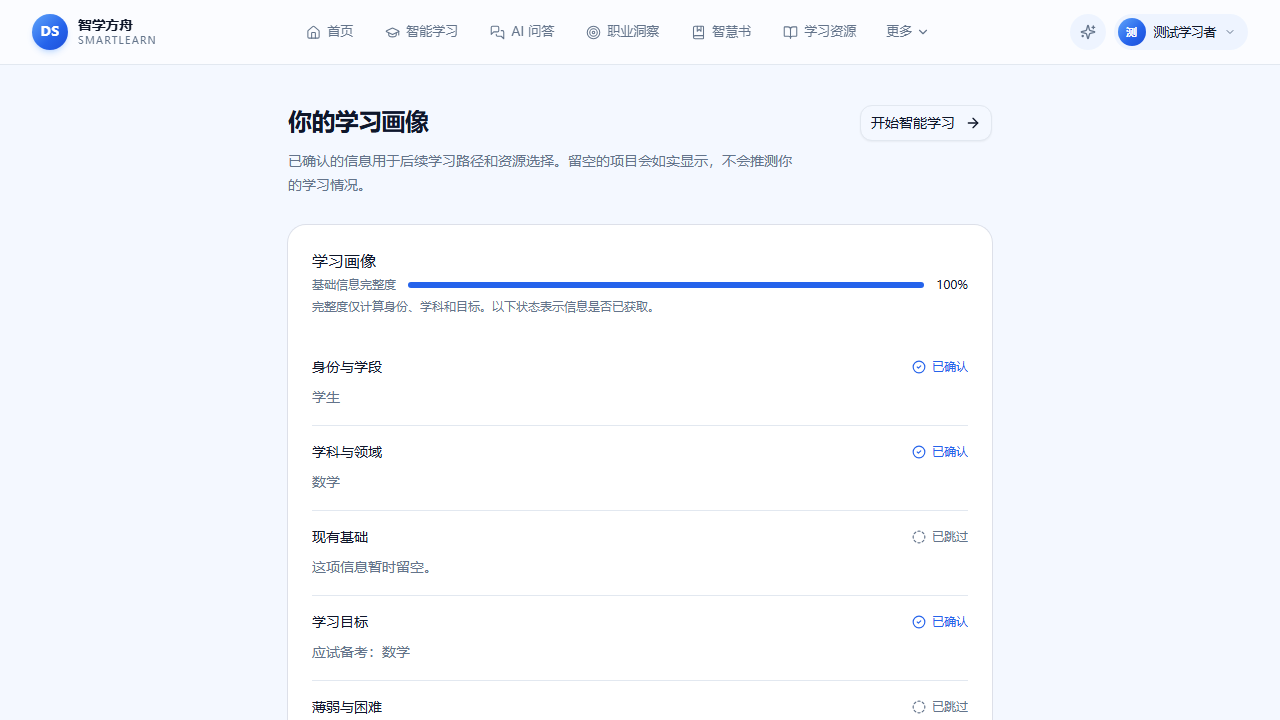 DS
智学方舟
SMARTLEARN
首页
智能学习
AI 问答
职业洞察
智慧书
学习资源
更多
测
测试学习者
你的学习画像
开始智能学习
已确认的信息用于后续学习路径和资源选择。留空的项目会如实显示，不会推测你
的学习情况。
学习画像
基础信息完整度
100%
完整度仅计算身份、学科和目标。以下状态表示信息是否已获取。
身份与学段
已确认
学生
学科与领域
已确认
数学
现有基础
已跳过
这项信息暂时留空。
学习目标
已确认
应试备考：数学
薄弱与困难
已跳过